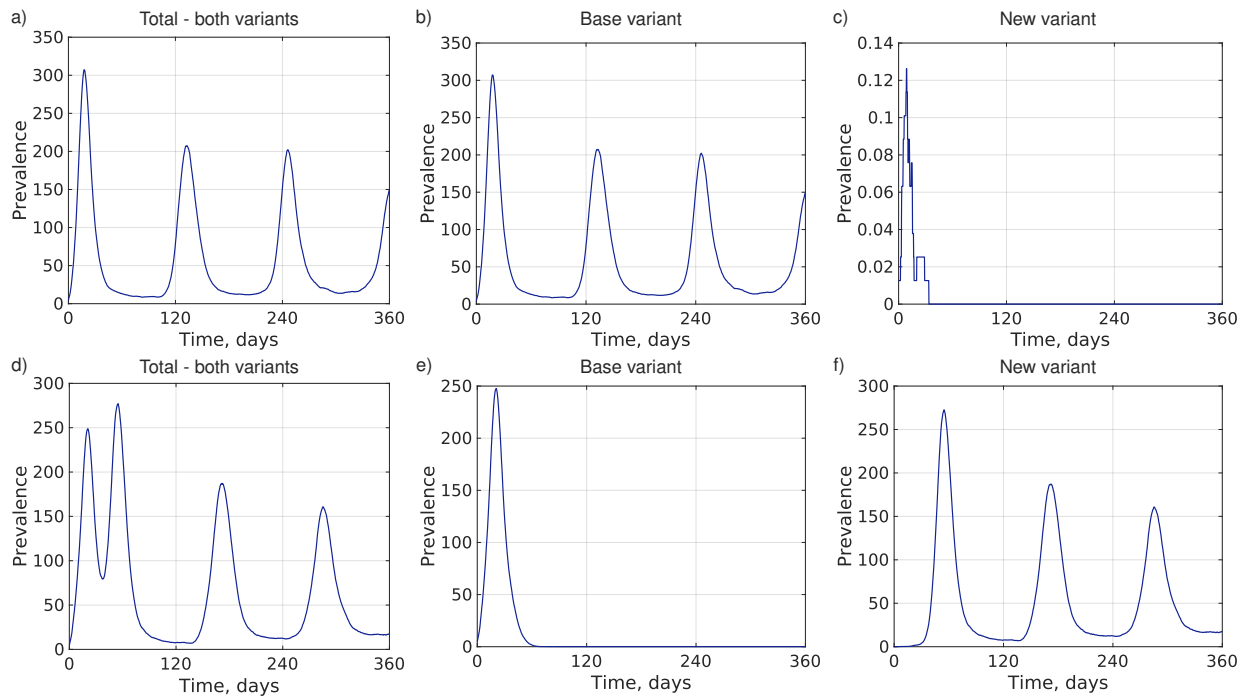 a) Total - both variants
350
300
250
200
150
100
50
0
Prevalence
0 120 240 360
Time, days
b) Base variant
350
300
250
200
150
100
50
0
Prevalence
0 120 240 360
Time, days
c) New variant
0.14
0.12
0.1
0.08
0.06
0.04
0.02
0
Prevalence
0 120 240 360
Time, days
d) Total - both variants
300
250
200
150
100
50
0
Prevalence
0 120 240 360
Time, days
e) Base variant
250
200
150
100
50
0
Prevalence
0 120 240 360
Time, days
f) New variant
300
250
200
150
100
50
0
Prevalence
0 120 240 360
Time, days